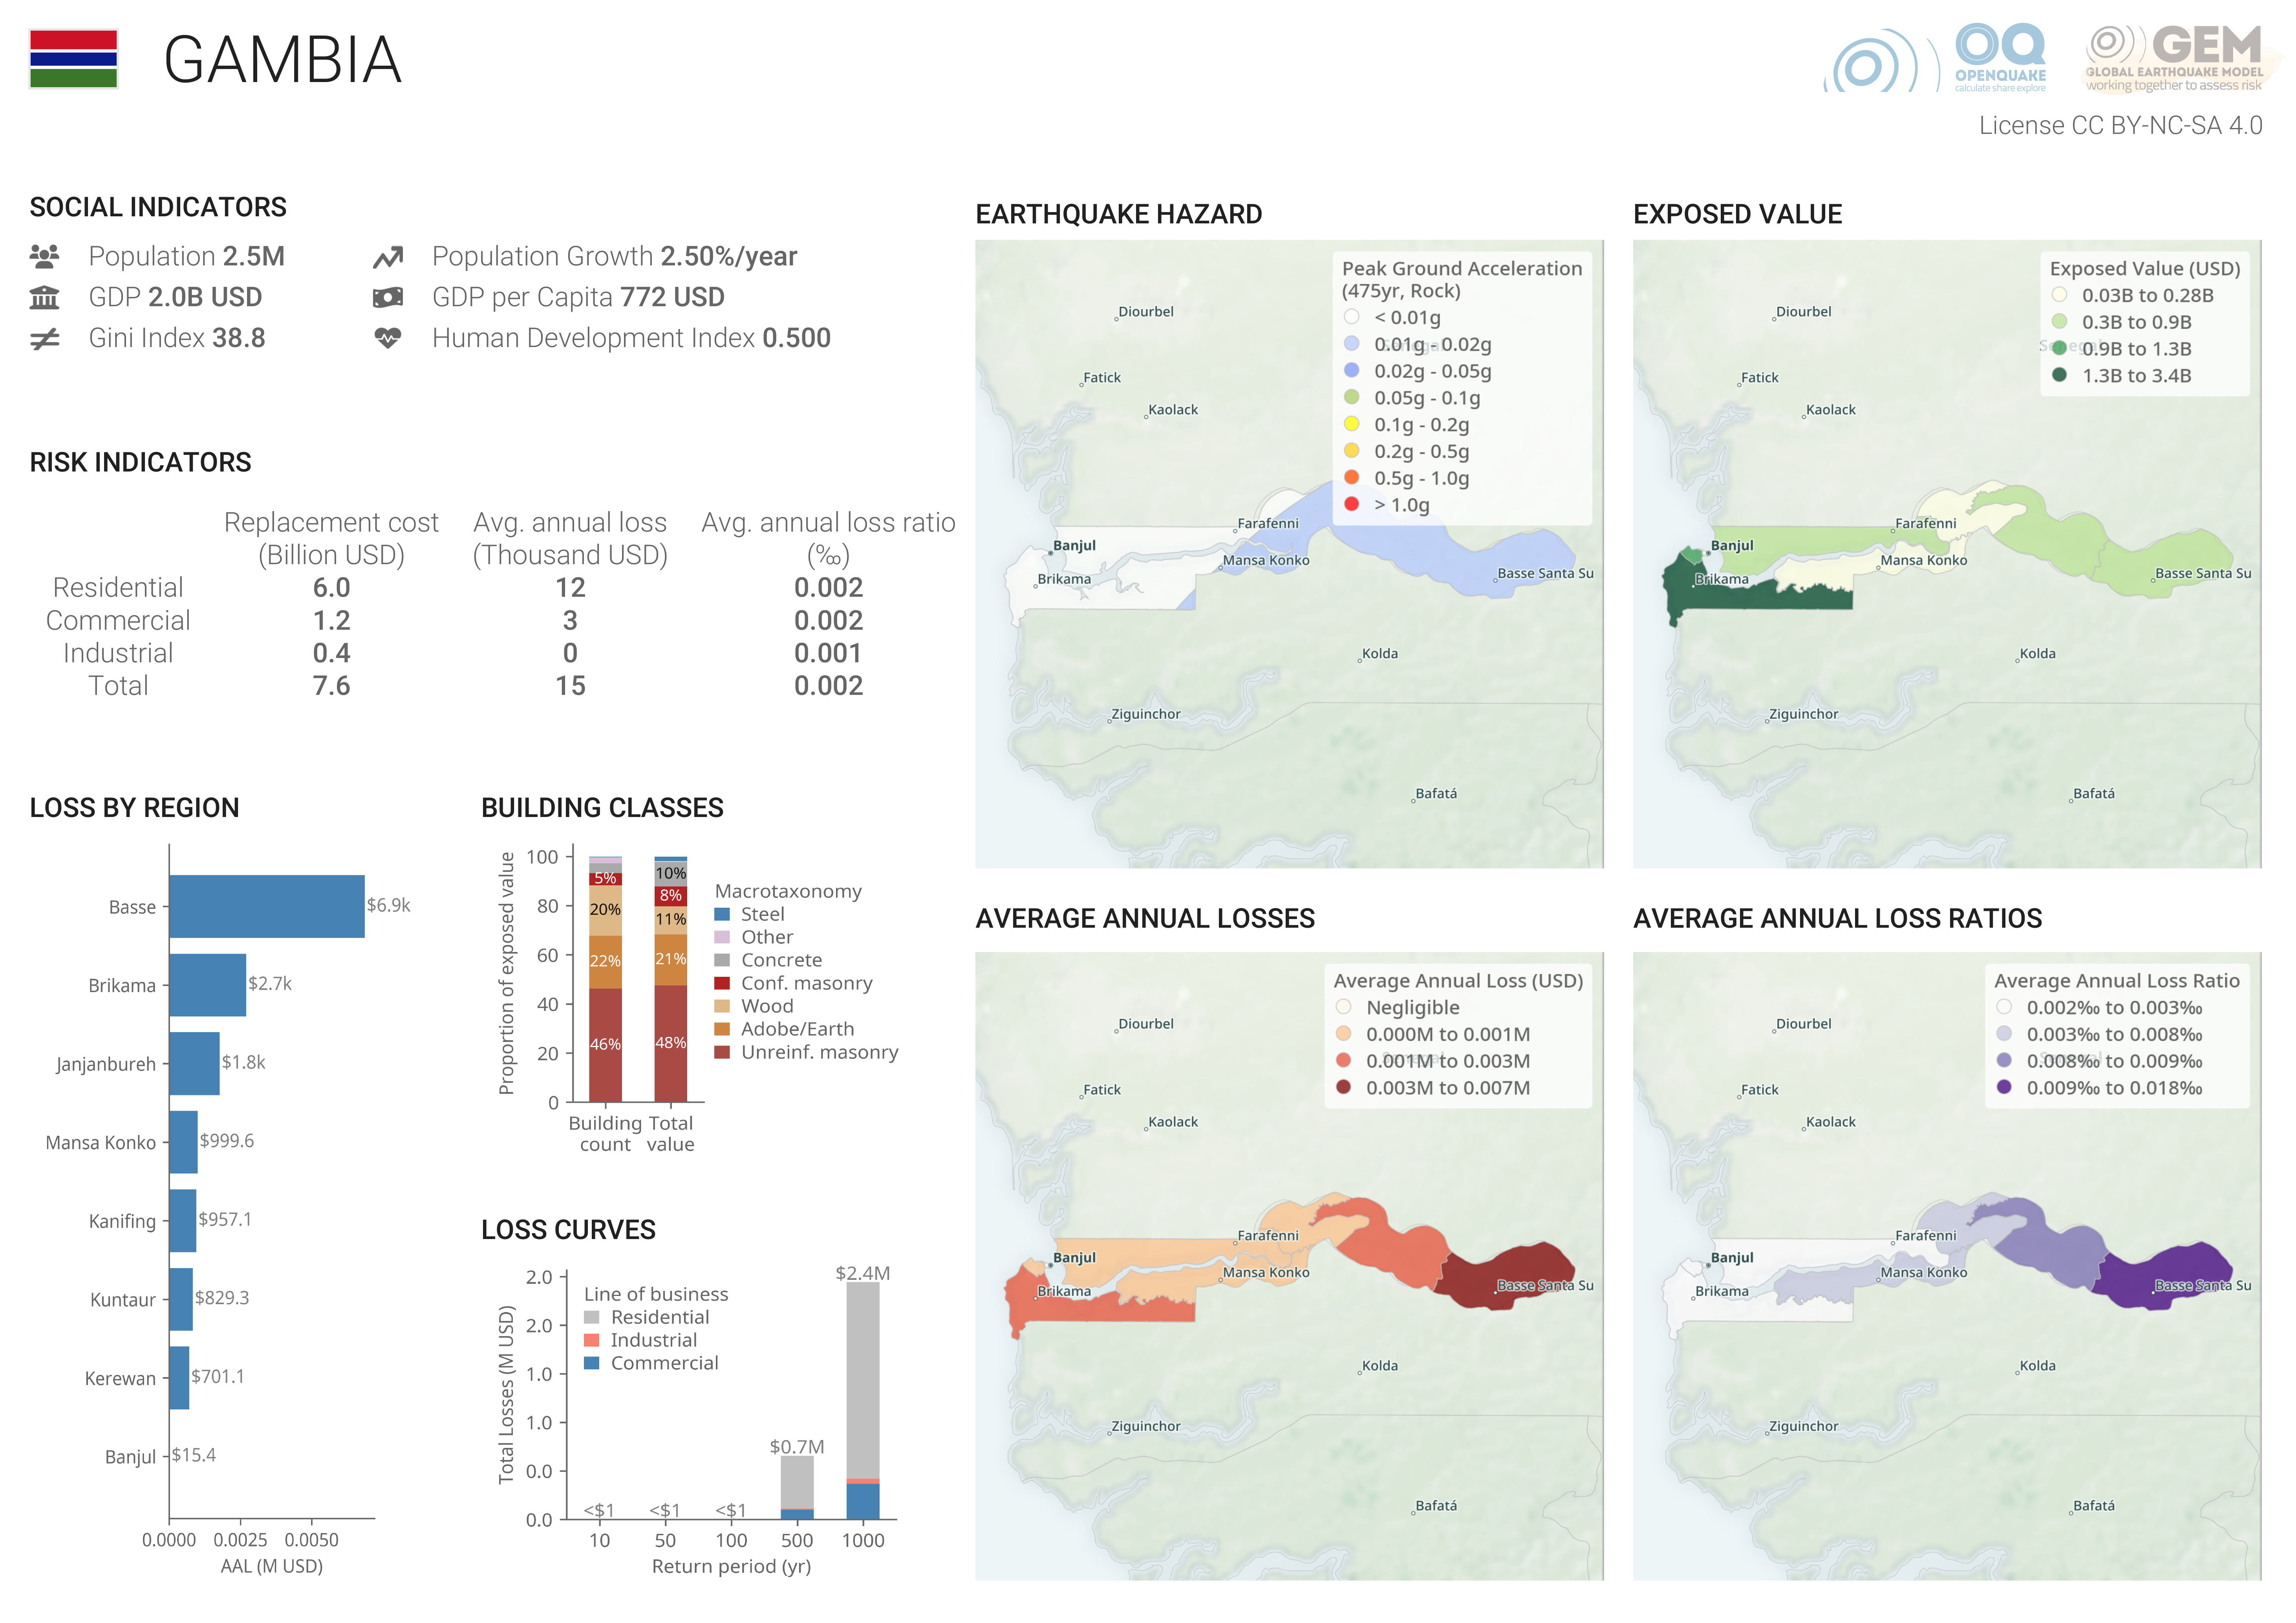 GAMBIA
OQ
OPENQUAKE
calculate share explore
GEM
GLOBAL EARTHQUAKE MODEL
working together to assess risk
License CC BY-NC-SA 4.0
SOCIAL INDICATORS
Population 2.5M
Population Growth 2.50%/year
GDP 2.0B USD
GDP per Capita 772 USD
Gini Index 38.8
Human Development Index 0.500
RISK INDICATORS
Replacement cost (Billion USD) Avg. annual loss (Thousand USD) Avg. annual loss ratio (‰)
Residential 6.0 12 0.002
Commercial 1.2 3 0.002
Industrial 0.4 0 0.001
Total 7.6 15 0.002
LOSS BY REGION
Basse $6.9k
Brikama $2.7k
Janjanbureh $1.8k
Mansa Konko $999.6
Kanifing $957.1
Kuntaur $829.3
Kerewan $701.1
Banjul $15.4
0.0000 0.0025 0.0050
AAL (M USD)
BUILDING CLASSES
Proportion of exposed value
100
80
60
40
20
0
5%
20%
22%
46%
10%
8%
11%
21%
48%
Building count
Total value
Macrotaxonomy
Steel
Other
Concrete
Conf. masonry
Wood
Adobe/Earth
Unreinf. masonry
LOSS CURVES
Total Losses (M USD)
2.0
2.0
1.0
1.0
0.0
0.0
Line of business
Residential
Industrial
Commercial
<$1 <$1 <$1 $0.7M $2.4M
10 50 100 500 1000
Return period (yr)
EARTHQUAKE HAZARD
Peak Ground Acceleration
(475yr, Rock)
< 0.01g
0.01g - 0.02g
0.02g - 0.05g
0.05g - 0.1g
0.1g - 0.2g
0.2g - 0.5g
0.5g - 1.0g
> 1.0g
Senegal
Diourbel
Fatick
Kaolack
Farafenni
Banjul
Mansa Konko
Brikama
Basse Santa Su
Kolda
Ziguinchor
Bafatá
EXPOSED VALUE
Exposed Value (USD)
0.03B to 0.28B
0.3B to 0.9B
0.9B to 1.3B
1.3B to 3.4B
Senegal
Diourbel
Fatick
Kaolack
Farafenni
Banjul
Mansa Konko
Brikama
Basse Santa Su
Kolda
Ziguinchor
Bafatá
AVERAGE ANNUAL LOSSES
Average Annual Loss (USD)
Negligible
0.000M to 0.001M
0.001M to 0.003M
0.003M to 0.007M
Senegal
Diourbel
Fatick
Kaolack
Farafenni
Banjul
Mansa Konko
Brikama
Basse Santa Su
Kolda
Ziguinchor
Bafatá
AVERAGE ANNUAL LOSS RATIOS
Average Annual Loss Ratio
0.002‰ to 0.003‰
0.003‰ to 0.008‰
0.008‰ to 0.009‰
0.009‰ to 0.018‰
Senegal
Diourbel
Fatick
Kaolack
Farafenni
Banjul
Mansa Konko
Brikama
Basse Santa Su
Kolda
Ziguinchor
Bafatá